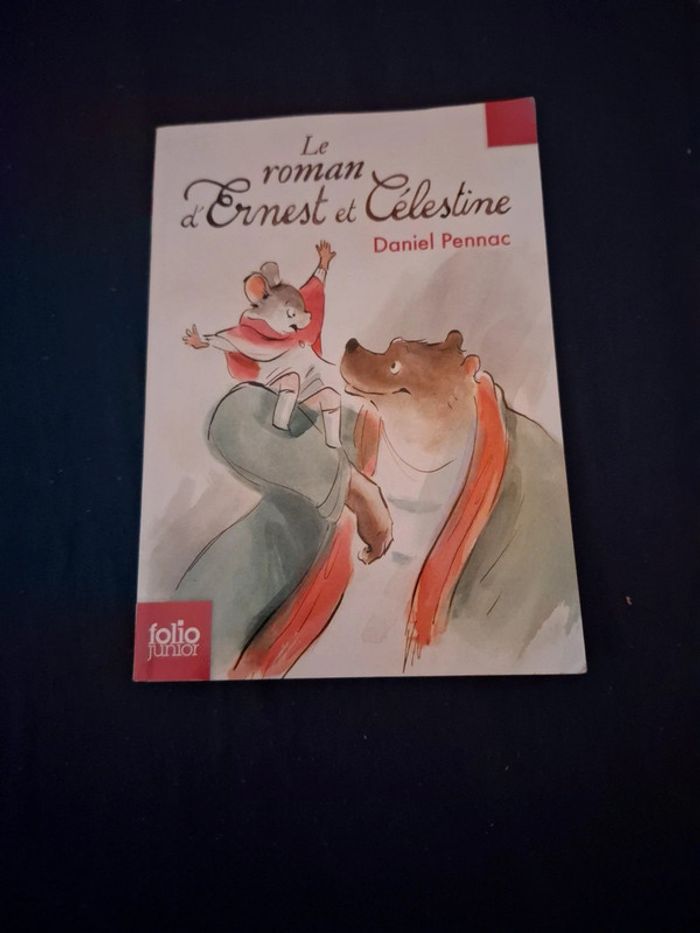 Le
roman
d'Ernest et Célestine
Daniel Pennac
folio
junior